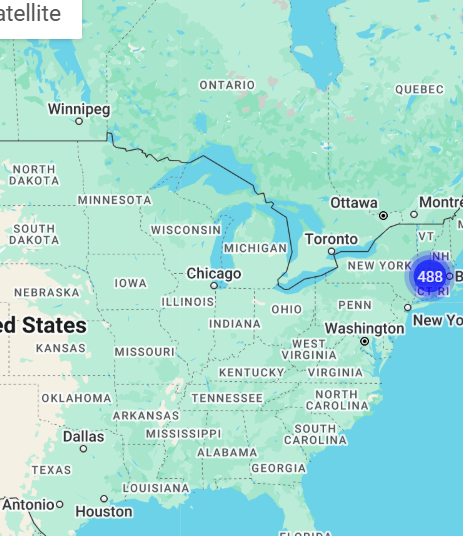 atellite
ONTARIO
QUEBEC
Winnipeg
NORTH
DAKOTA
MINNESOTA
Ottawa
Montré
SOUTH
DAKOTA
WISCONSIN
MICHIGAN
Toronto
VT
NH
NEW YORK
488
B
CT
RI
Chicago
IOWA
NEBRASKA
ILLINOIS
INDIANA
OHIO
PENN
New Yo
ed States
Washington
KANSAS
MISSOURI
WEST
VIRGINIA
KENTUCKY
VIRGINIA
OKLAHOMA
TENNESSEE
NORTH
CAROLINA
ARKANSAS
MISSISSIPPI
SOUTH
CAROLINA
Dallas
ALABAMA
GEORGIA
TEXAS
LOUISIANA
Antonio
Houston
FLORIDA